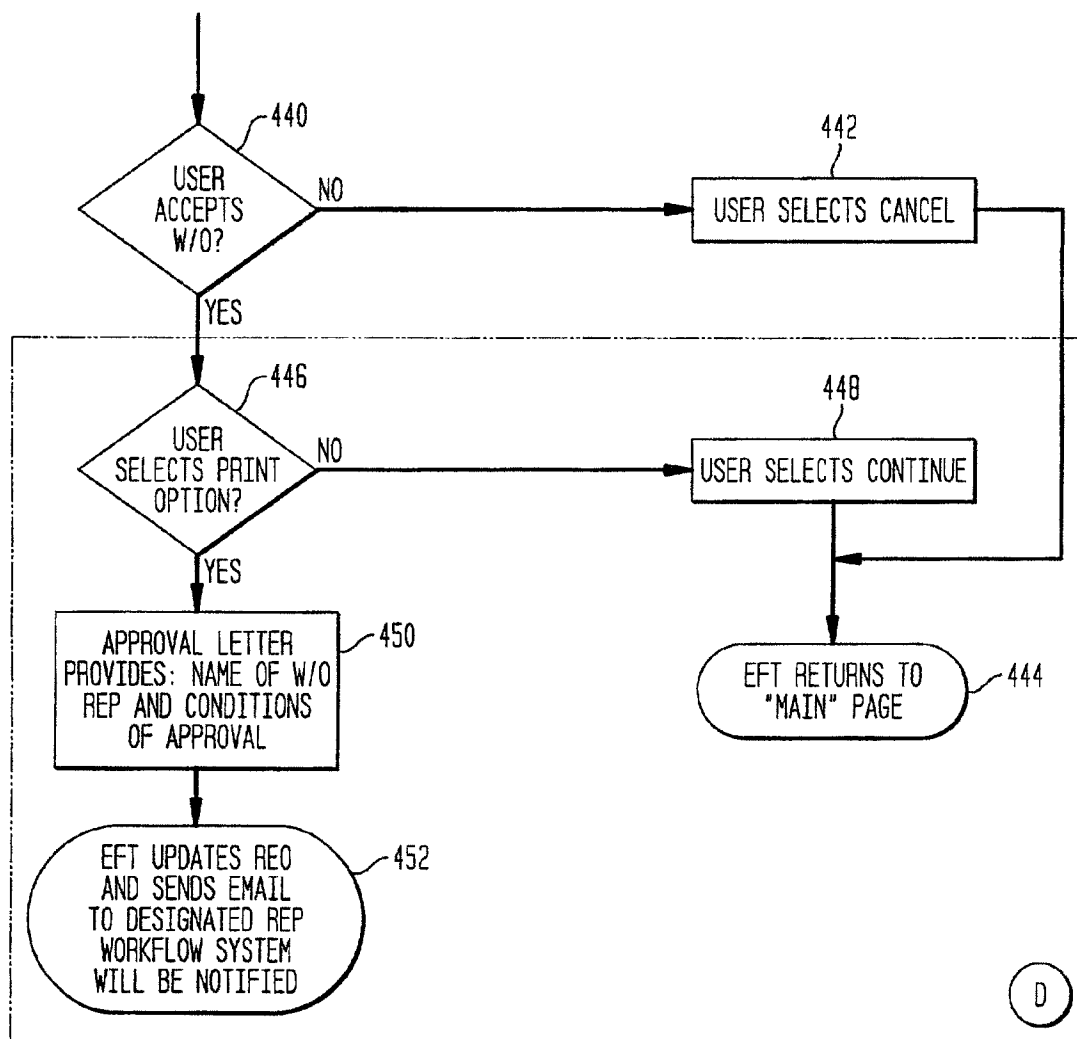 440
USER
ACCEPTS
W/O?
NO
442
USER SELECTS CANCEL
YES
446
USER
SELECTS PRINT
OPTION?
NO
448
USER SELECTS CONTINUE
YES
APPROVAL LETTER
PROVIDES: NAME OF W/O
REP AND CONDITIONS
OF APPROVAL
450
EFT RETURNS TO
"MAIN" PAGE
444
EFT UPDATES REO
AND SENDS EMAIL
TO DESIGNATED REP
WORKFLOW SYSTEM
WILL BE NOTIFIED
452
D